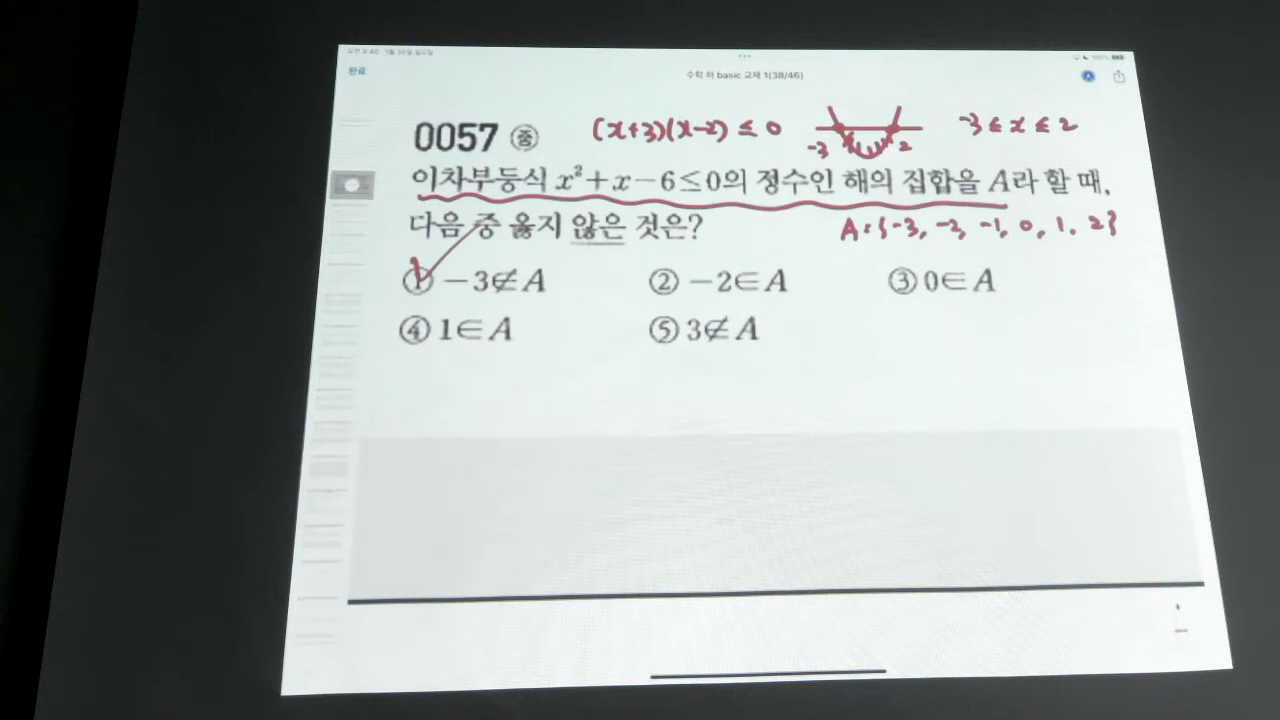 완료
수학 하 basic 교재 1(38/46)
0057 중 (x+3)(x-2) ≤ 0 -3 2 -3 ≤ x ≤ 2
이차부등식 x²+x-6≤0의 정수인 해의 집합을 A라 할 때,
다음 중 옳지 않은 것은? A={-3, -2, -1, 0, 1, 2}
① -3∉A ② -2∈A ③ 0∈A
④ 1∈A ⑤ 3∉A